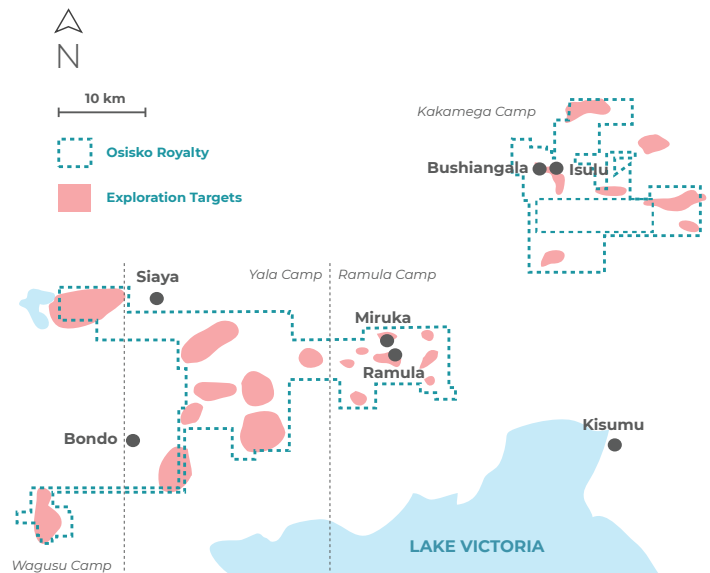 N
10 km
Osisko Royalty
Exploration Targets
Kakamega Camp
Bushiangala
Isulu
Yala Camp
Ramula Camp
Siaya
Miruka
Ramula
Bondo
Kisumu
LAKE VICTORIA
Wagusu Camp